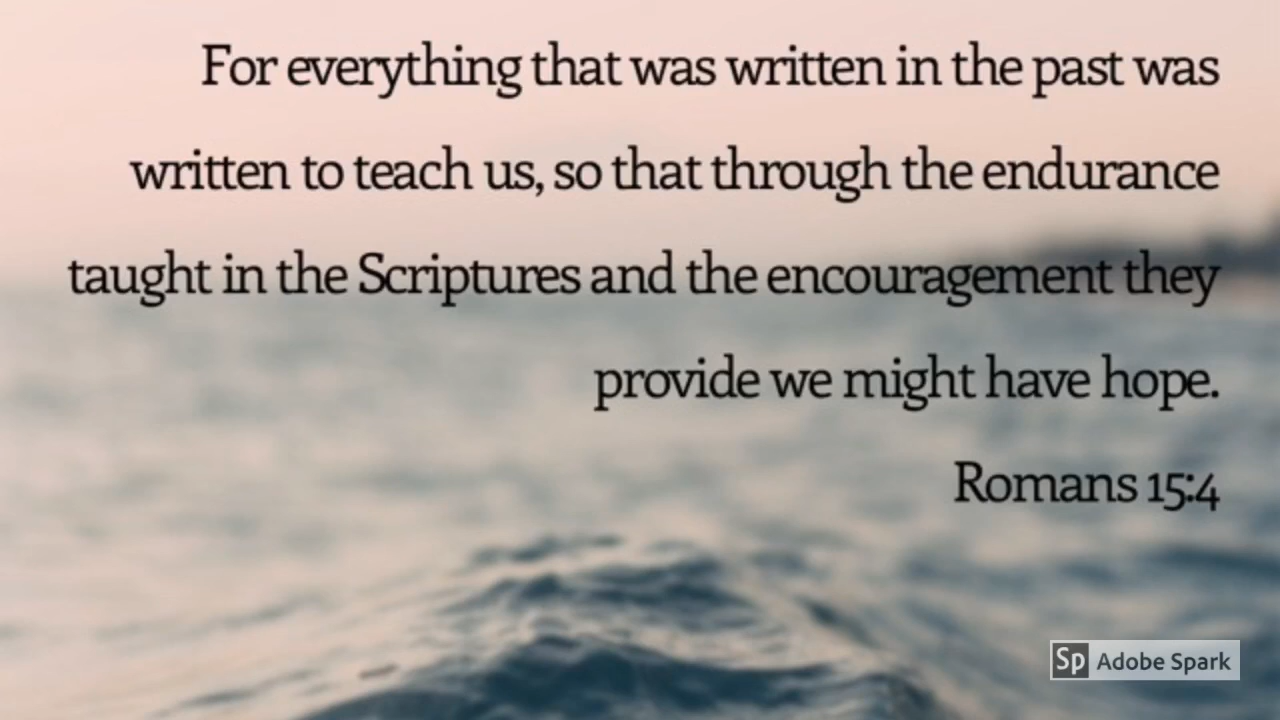 For everything that was written in the past was
written to teach us, so that through the endurance
taught in the Scriptures and the encouragement they
provide we might have hope.
Romans 15:4
Sp Adobe Spark